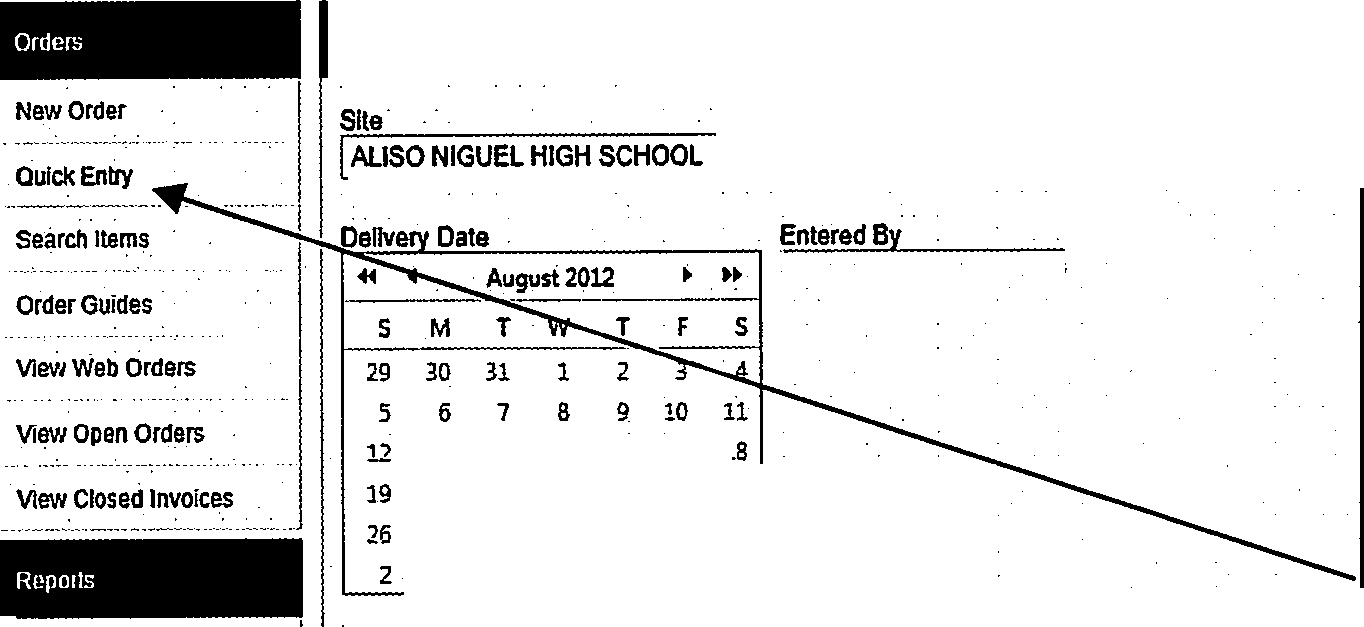 Orders
New Order
Quick Entry
Search Items
Order Guides
View Web Orders
View Open Orders
View Closed Invoices
Reports
Site
ALISO NIGUEL HIGH SCHOOL
Delivery Date
August 2012
S M T W T F S
29 30 31 1 2 3 4
5 6 7 8 9 10 11
12 .8
19
26
2
Entered By